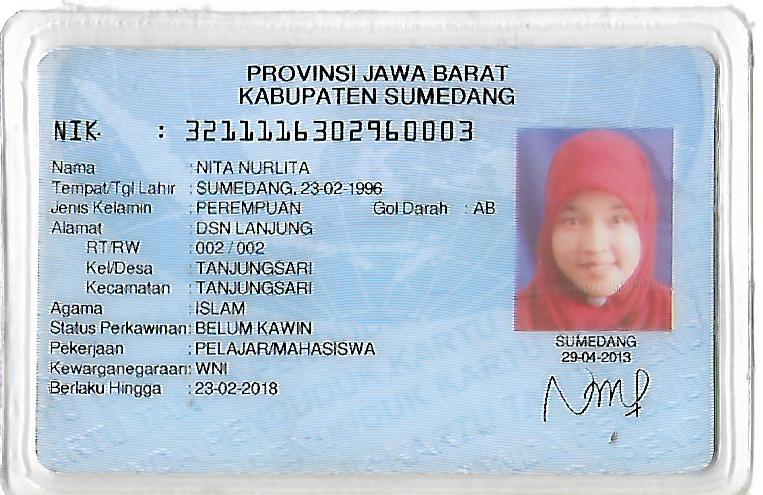 PROVINSI JAWA BARAT
KABUPATEN SUMEDANG
NIK : 3211116302960003
Nama : NITA NURLITA
Tempat/Tgl Lahir : SUMEDANG, 23-02-1996
Jenis Kelamin : PEREMPUAN Gol Darah : AB
Alamat : DSN LANJUNG
RT/RW : 002 / 002
Kel/Desa : TANJUNGSARI
Kecamatan : TANJUNGSARI
Agama : ISLAM
Status Perkawinan: BELUM KAWIN
Pekerjaan : PELAJAR/MAHASISWA
Kewarganegaraan: WNI
Berlaku Hingga : 23-02-2018
SUMEDANG
29-04-2013